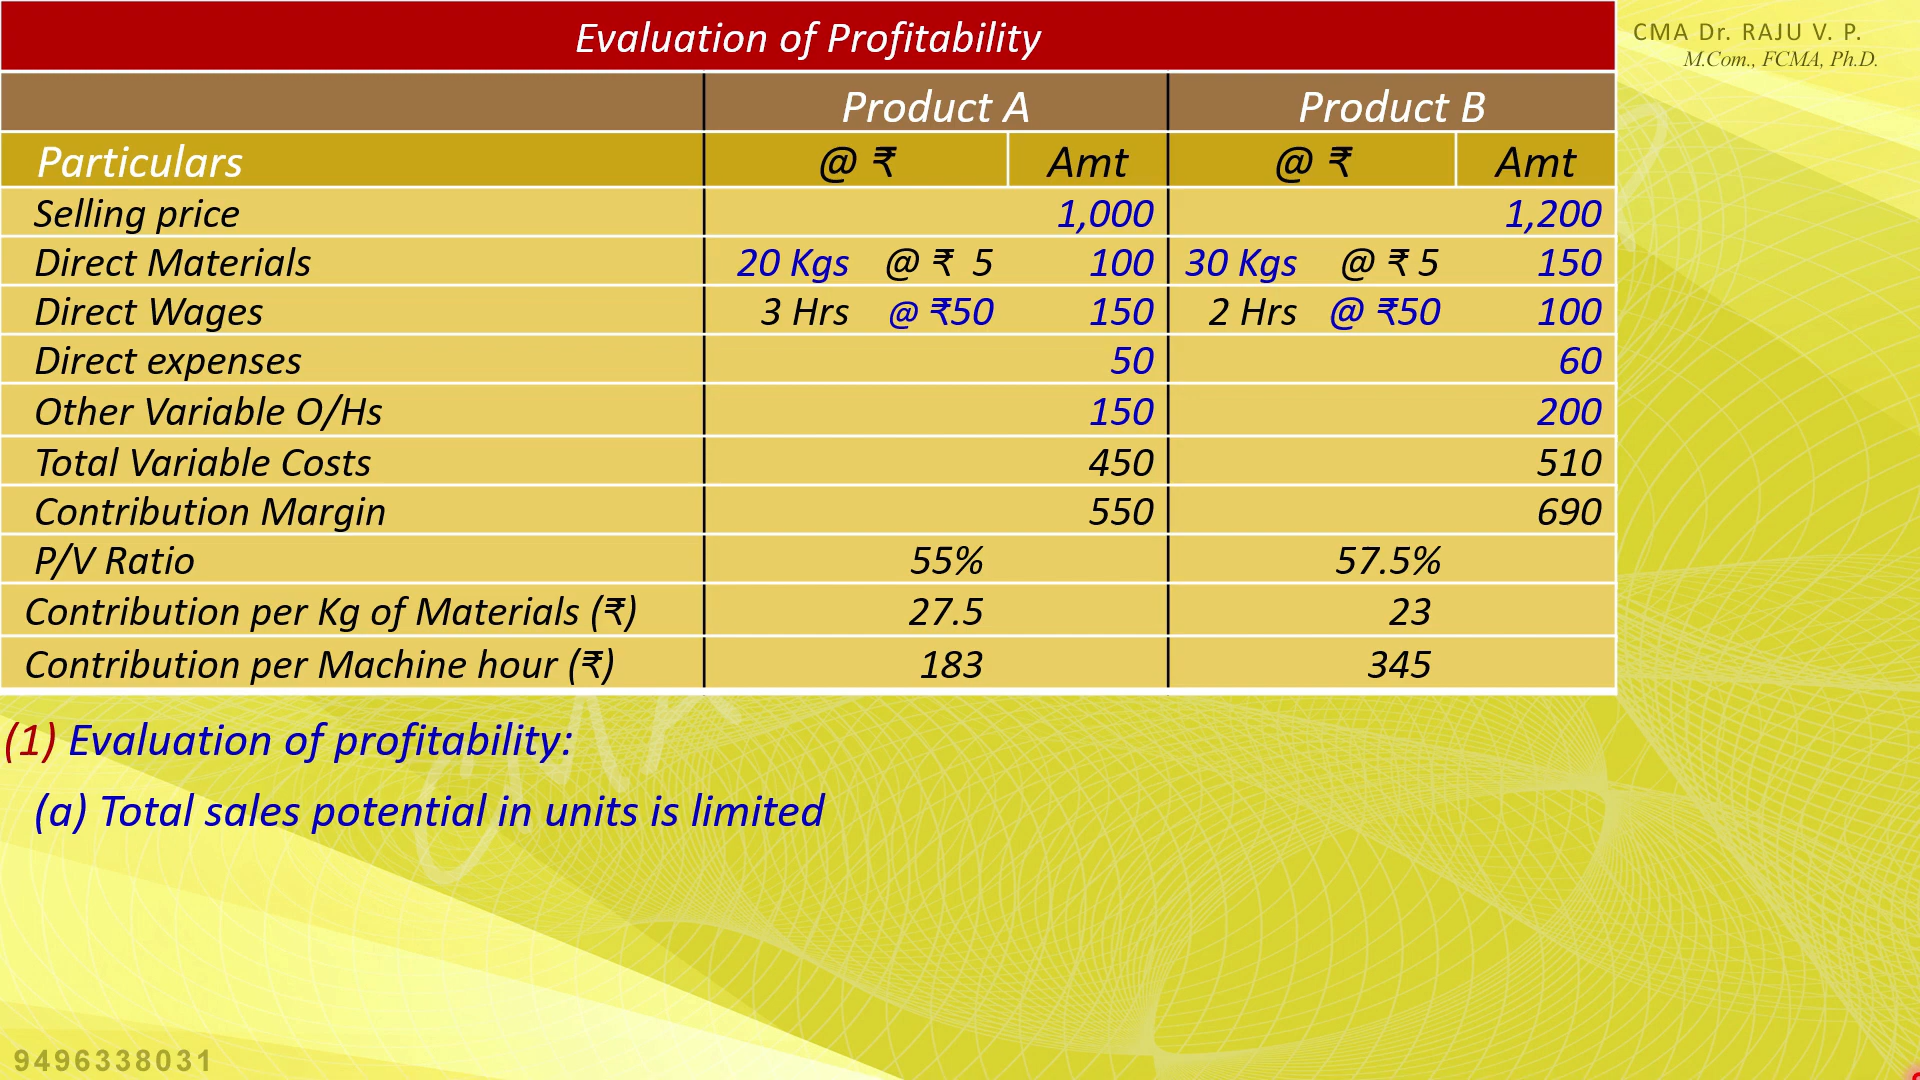 Evaluation of Profitability
CMA Dr. RAJU V. P.
M.Com., FCMA, Ph.D.
Product A Product B
Particulars @ ₹ Amt @ ₹ Amt
Selling price 1,000 1,200
Direct Materials 20 Kgs @ ₹ 5 100 30 Kgs @ ₹ 5 150
Direct Wages 3 Hrs @ ₹50 150 2 Hrs @ ₹50 100
Direct expenses 50 60
Other Variable O/Hs 150 200
Total Variable Costs 450 510
Contribution Margin 550 690
P/V Ratio 55% 57.5%
Contribution per Kg of Materials (₹) 27.5 23
Contribution per Machine hour (₹) 183 345
(1) Evaluation of profitability:
(a) Total sales potential in units is limited
9496338031